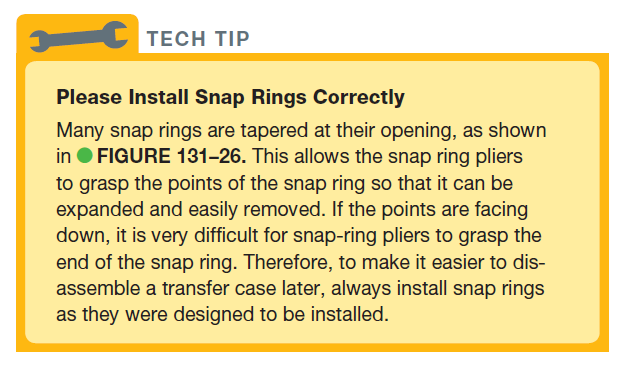 TECH TIP
Please Install Snap Rings Correctly
Many snap rings are tapered at their opening, as shown
in FIGURE 131–26. This allows the snap ring pliers
to grasp the points of the snap ring so that it can be
expanded and easily removed. If the points are facing
down, it is very difficult for snap-ring pliers to grasp the
end of the snap ring. Therefore, to make it easier to dis-
assemble a transfer case later, always install snap rings
as they were designed to be installed.